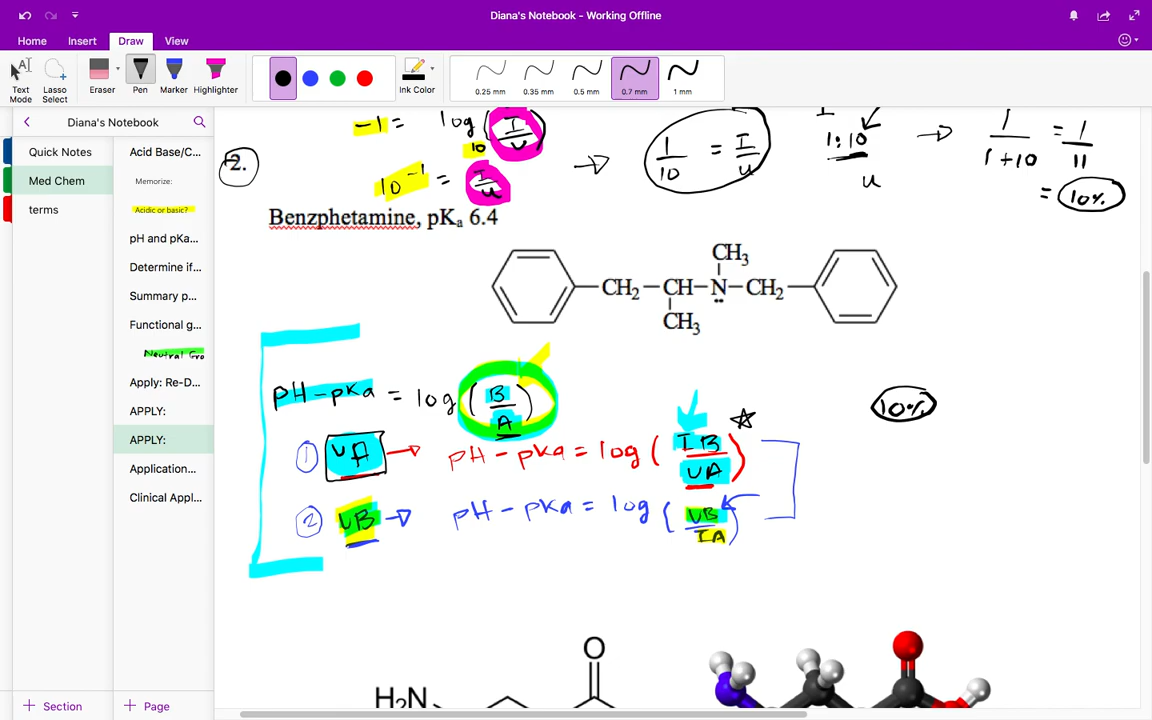 Diana's Notebook - Working Offline
Home Insert Draw View
Text Mode
Lasso Select
Eraser
Pen
Marker
Highlighter
Ink Color
0.25 mm
0.35 mm
0.5 mm
0.7 mm
1 mm
Diana's Notebook
Quick Notes
Med Chem
terms
Acid Base/C...
Memorize:
Acidic or basic?
pH and pKa...
Determine if...
Summary p...
Functional g...
Neutral Gro
Apply: Re-D...
APPLY:
APPLY:
Application...
Clinical Appl...
+ Section
+ Page
-1 = log (I/U)
2.
10
10⁻¹ = I/U
→ 1/10 = I/U
I
1:10
U
→ 1/1+10 = 1/11
= 10%
Benzphetamine, pKₐ 6.4
CH₃
CH₂—CH—N—CH₂
CH₃
pH-pKa = log (B/A)
10%
① UA → pH-pKa = log (IB/UA)
② UB → pH-pKa = log (UB/IA)
O
H₂N